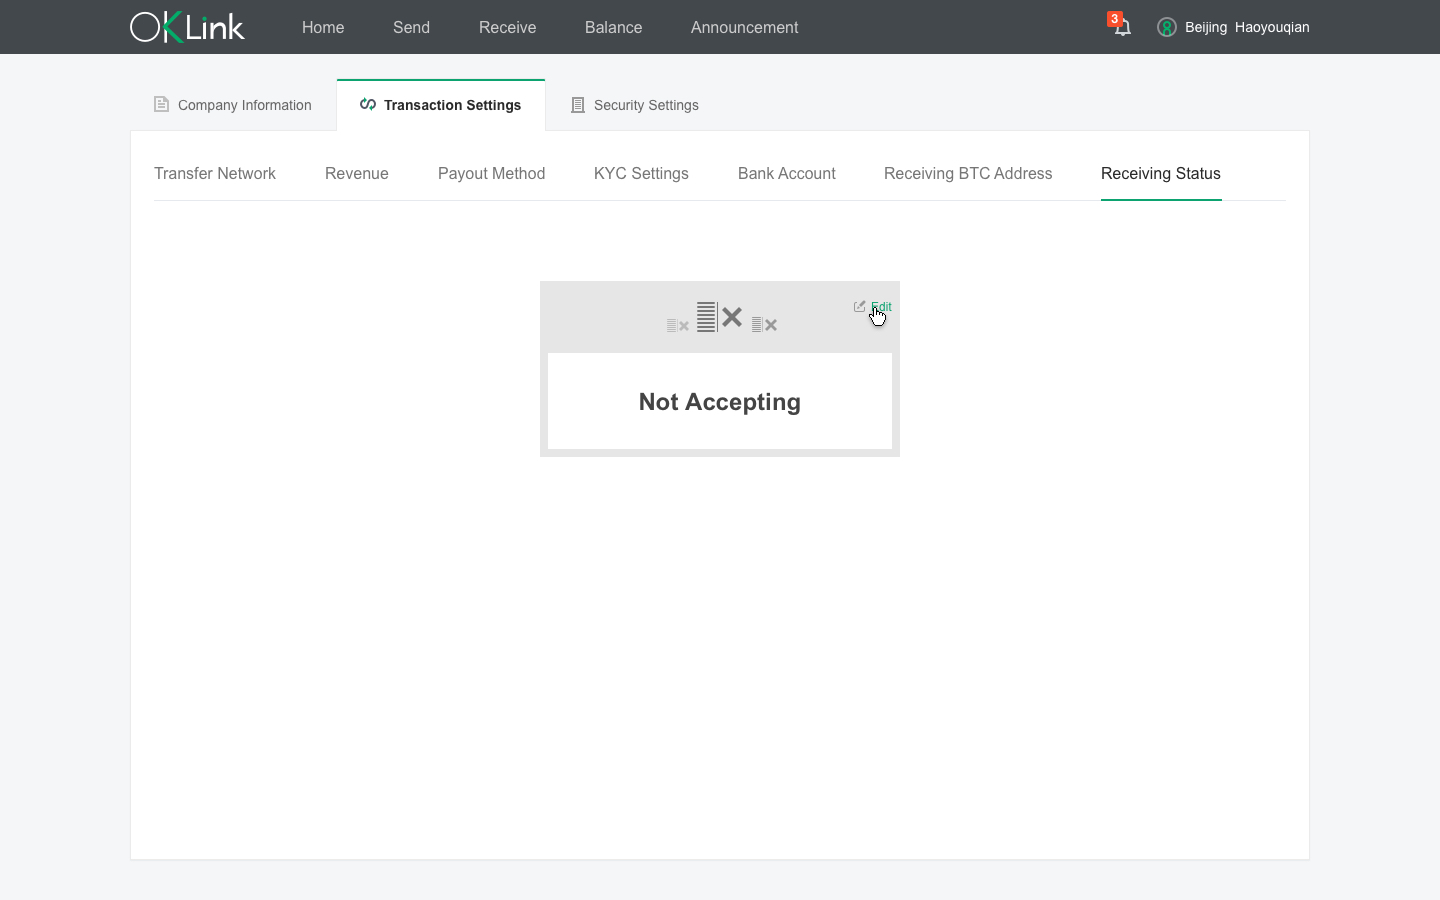 OKLink Home Send Receive Balance Announcement 3 Beijing Haoyouqian
Company Information Transaction Settings Security Settings
Transfer Network Revenue Payout Method KYC Settings Bank Account Receiving BTC Address Receiving Status
Edit
Not Accepting